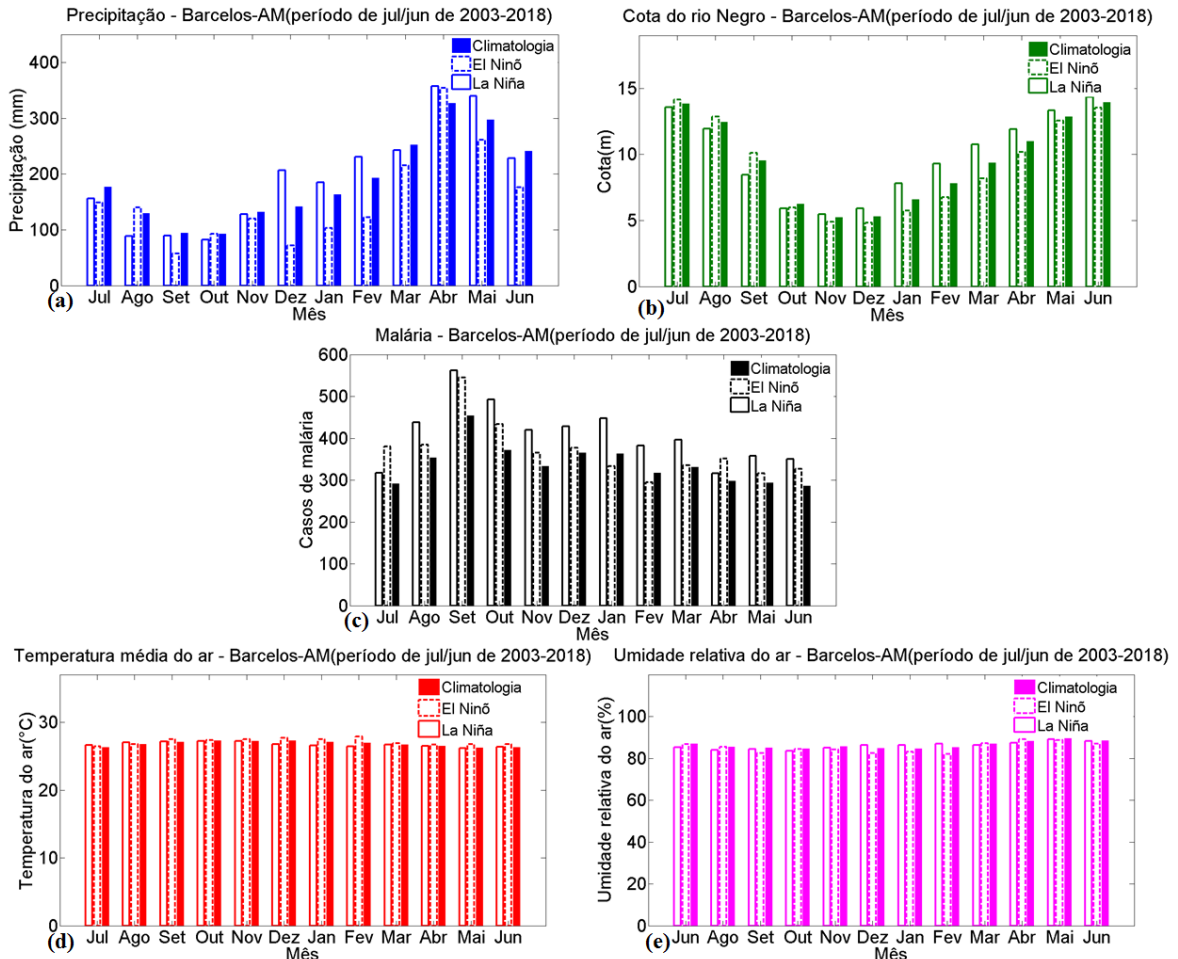 Precipitação - Barcelos-AM(período de jul/jun de 2003-2018)
Precipitação (mm)
400
300
200
100
0
Climatologia
El Ninõ
La Niña
Jul Ago Set Out Nov Dez Jan Fev Mar Abr Mai Jun
Mês
(a)
Cota do rio Negro - Barcelos-AM(período de jul/jun de 2003-2018)
Cota(m)
15
10
5
0
Climatologia
El Ninõ
La Niña
Jul Ago Set Out Nov Dez Jan Fev Mar Abr Mai Jun
Mês
(b)
Malária - Barcelos-AM(período de jul/jun de 2003-2018)
Casos de malária
600
500
400
300
200
100
0
Climatologia
El Ninõ
La Niña
Jul Ago Set Out Nov Dez Jan Fev Mar Abr Mai Jun
Mês
(c)
Temperatura média do ar - Barcelos-AM(período de jul/jun de 2003-2018)
Temperatura do ar(°C)
30
20
10
0
Climatologia
El Ninõ
La Niña
Jul Ago Set Out Nov Dez Jan Fev Mar Abr Mai Jun
Mês
(d)
Umidade relativa do ar - Barcelos-AM(período de jul/jun de 2003-2018)
Umidade relativa do ar(%)
100
80
60
40
20
0
Climatologia
El Ninõ
La Niña
Jun Ago Set Out Nov Dez Jan Fev Mar Abr Mai Jun
Mês
(e)